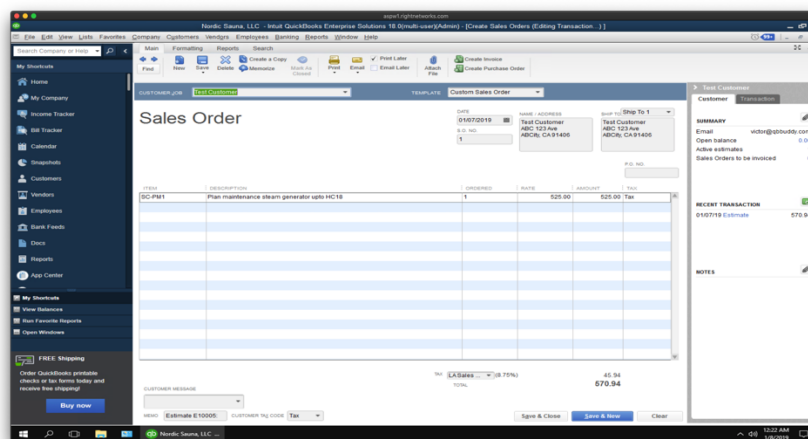 aspw1.rightnetworks.com
Nordic Sauna, LLC - Intuit QuickBooks Enterprise Solutions 18.0(multi-user)(Admin) - [Create Sales Orders (Editing Transaction...) ]
File Edit View Lists Favorites Company Customers Vendors Employees Banking Reports Window Help
Search Company or Help
Main Formatting Reports Search
Find New Save Delete Create a Copy Memorize Mark as Closed Print Email Print Later Email Later Attach File Create Invoice Create Purchase Order
My Shortcuts
Home
My Company
Income Tracker
Bill Tracker
Calendar
Snapshots
Customers
Vendors
Employees
Bank Feeds
Docs
Reports
App Center
My Shortcuts
View Balances
Run Favorite Reports
Open Windows
FREE Shipping
Order QuickBooks printable
checks or tax forms today and
receive free shipping!
Buy now
CUSTOMER:JOB Test Customer TEMPLATE Custom Sales Order
Sales Order
DATE
01/07/2019
S.O. NO.
1
NAME / ADDRESS
Test Customer
ABC 123 Ave
ABCity, CA 91406
SHIP TO Ship To 1
Test Customer
ABC 123 Ave
ABCity, CA 91406
P.O. NO.
ITEM DESCRIPTION ORDERED RATE AMOUNT TAX
SC-PM1 Plan maintenance steam generator upto HC18 1 525.00 525.00 Tax
TAX LA Sales ... (8.75%) 45.94
TOTAL 570.94
CUSTOMER MESSAGE
MEMO Estimate E10005: CUSTOMER TAX CODE Tax
Save & Close Save & New Clear
Test Customer
Customer Transaction
SUMMARY
Email victor@qbbuddy.com
Open balance 0.00
Active estimates
Sales Orders to be invoiced
RECENT TRANSACTION
01/07/19 Estimate 570.94
NOTES
Nordic Sauna, LLC - ...
12:22 AM
1/8/2019